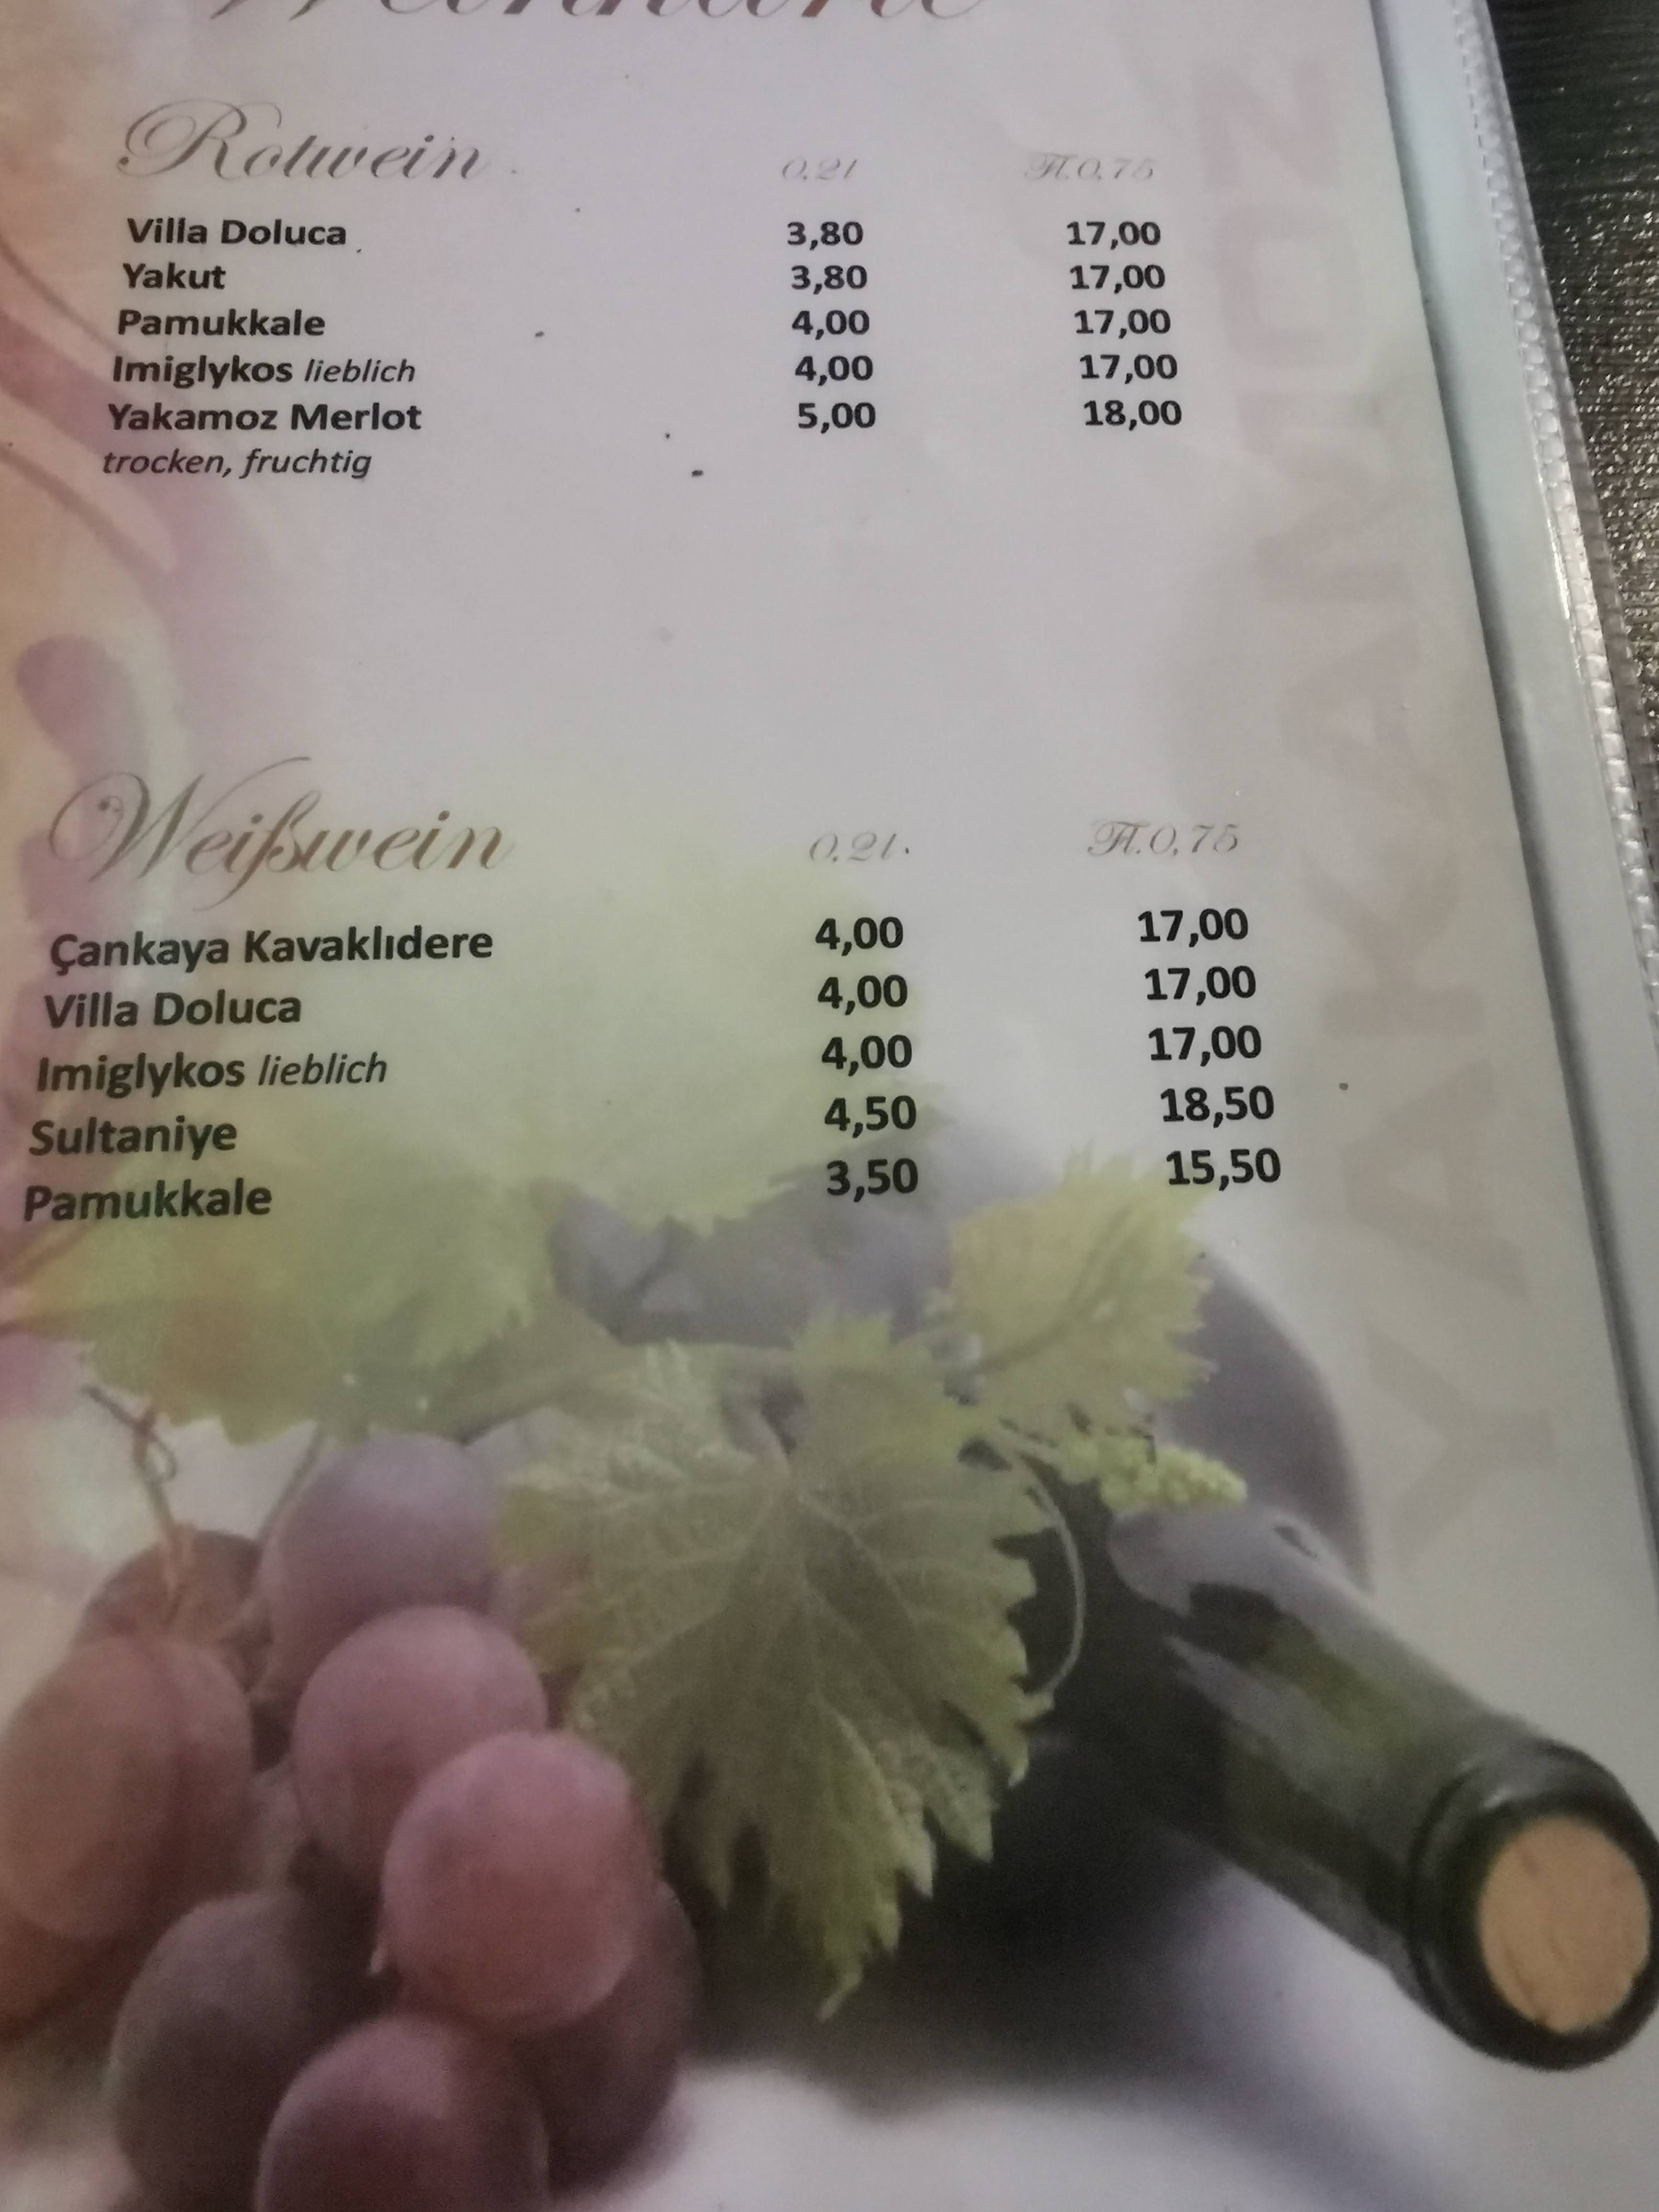 Weinkarte
Rotwein 0,2l Fl.0,75
Villa Doluca 3,80 17,00
Yakut 3,80 17,00
Pamukkale 4,00 17,00
Imiglykos lieblich 4,00 17,00
Yakamoz Merlot 5,00 18,00
trocken, fruchtig
Weißwein 0,2l. Fl.0,75
Çankaya Kavaklıdere 4,00 17,00
Villa Doluca 4,00 17,00
Imiglykos lieblich 4,00 17,00
Sultaniye 4,50 18,50
Pamukkale 3,50 15,50
YAKAMOZ